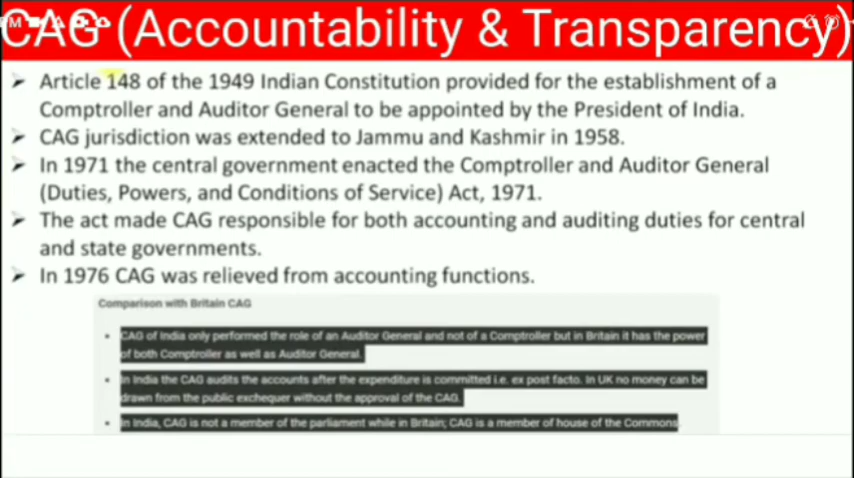 CAG (Accountability & Transparency)
➤ Article 148 of the 1949 Indian Constitution provided for the establishment of a
Comptroller and Auditor General to be appointed by the President of India.
➤ CAG jurisdiction was extended to Jammu and Kashmir in 1958.
➤ In 1971 the central government enacted the Comptroller and Auditor General
(Duties, Powers, and Conditions of Service) Act, 1971.
➤ The act made CAG responsible for both accounting and auditing duties for central
and state governments.
➤ In 1976 CAG was relieved from accounting functions.
Comparison with Britain CAG
• CAG of India only performed the role of an Auditor General and not of a Comptroller but in Britain it has the power
of both Comptroller as well as Auditor General.
• In India the CAG audits the accounts after the expenditure is committed i.e. ex post facto. In UK no money can be
drawn from the public exchequer without the approval of the CAG.
• In India, CAG is not a member of the parliament while in Britain; CAG is a member of house of the Commons